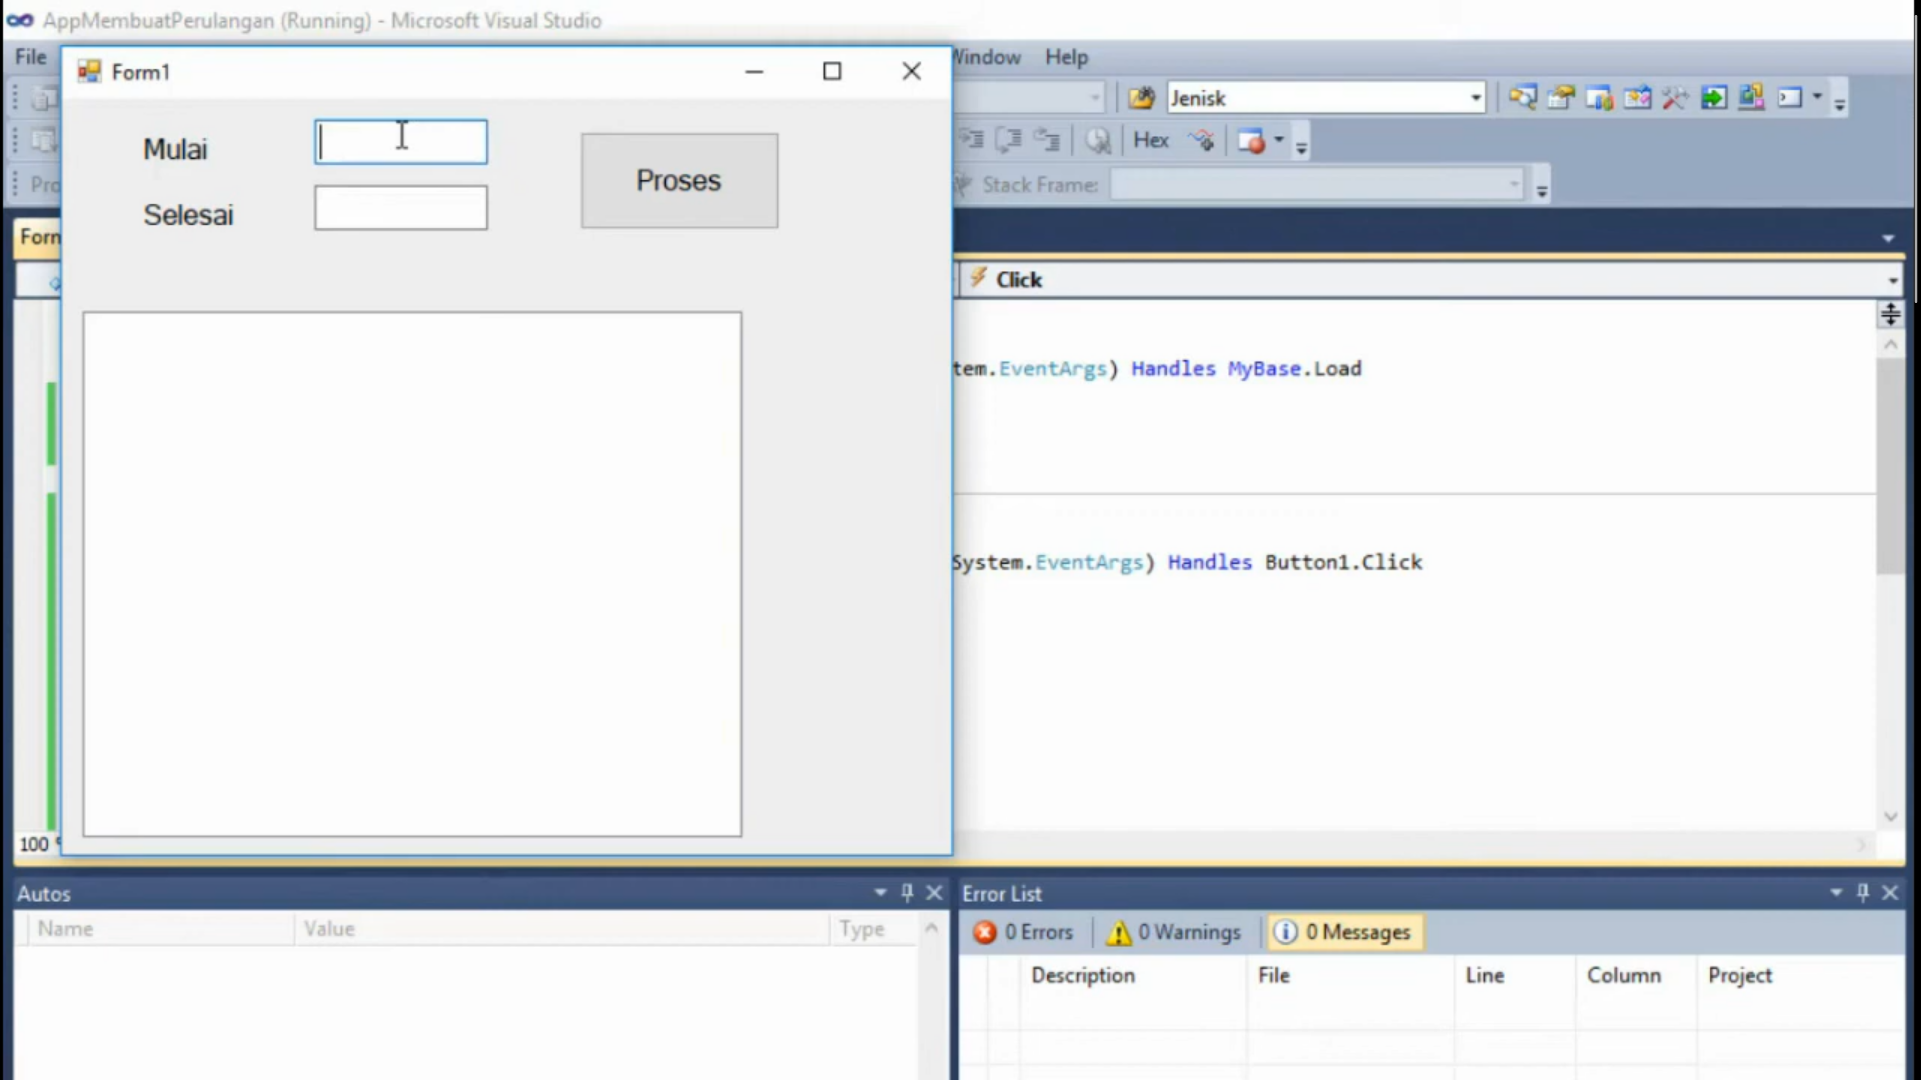 AppMembuatPerulangan (Running) - Microsoft Visual Studio
File
Window Help
Form1
Jenisk
Mulai
Proses
Hex
Selesai
Stack Frame:
Click
tem.EventArgs) Handles MyBase.Load
System.EventArgs) Handles Button1.Click
100
Autos
Error List
Name Value Type
0 Errors 0 Warnings 0 Messages
Description File Line Column Project